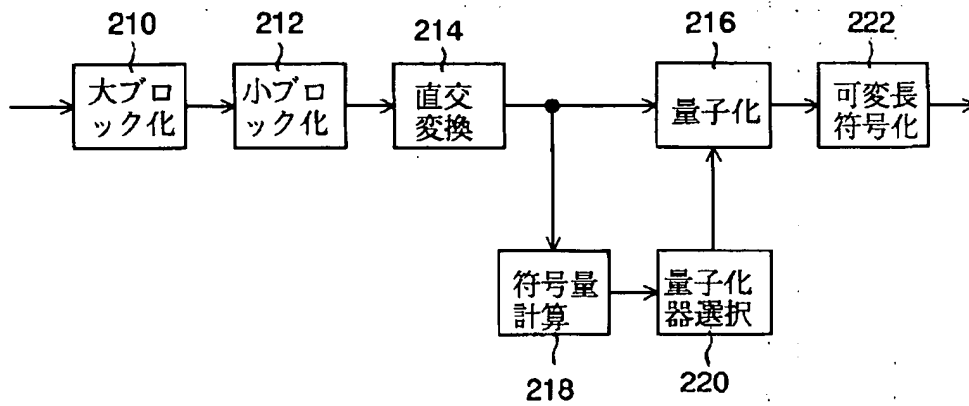 210
212
214
216
222
大ブロ
ック化
小ブロ
ック化
直交
変換
量子化
可変長
符号化
符号量
計算
量子化
器選択
218
220